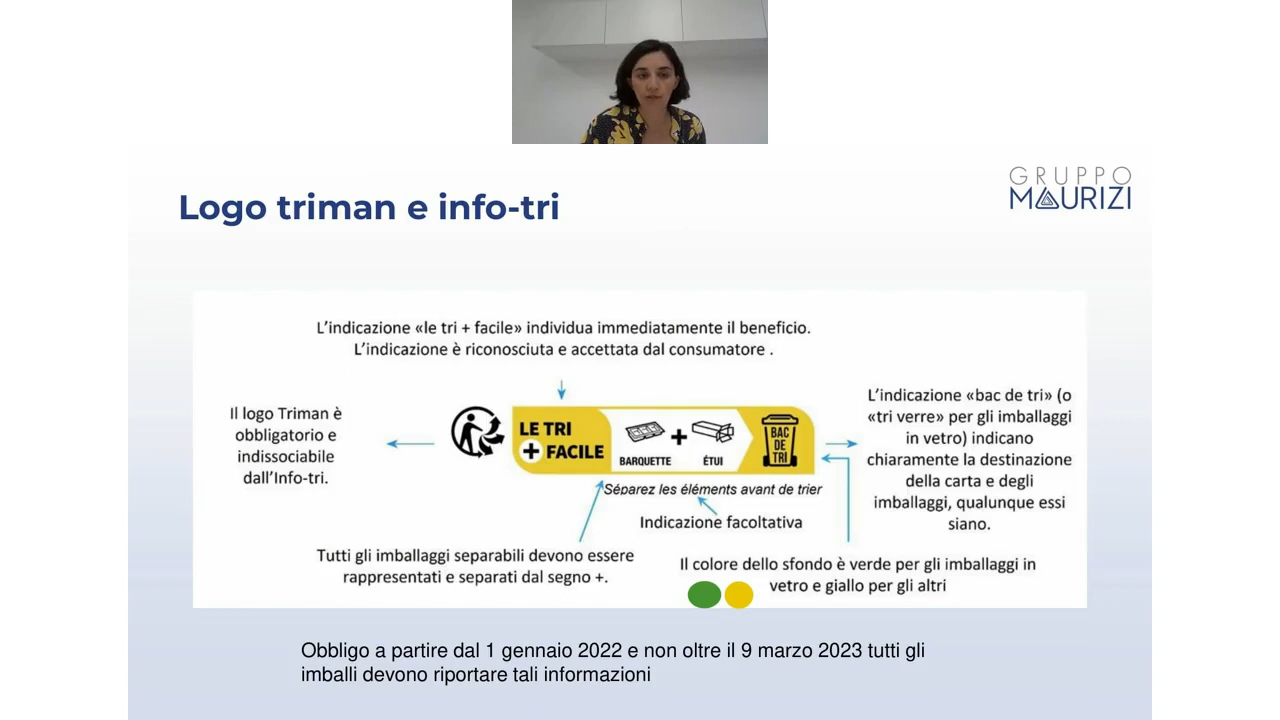 GRUPPO
MAURIZI
Logo triman e info-tri
L'indicazione «le tri + facile» individua immediatamente il beneficio.
L'indicazione è riconosciuta e accettata dal consumatore .
Il logo Triman è
obbligatorio e
indissociabile
dall'Info-tri.
LE TRI
+ FACILE
+
BARQUETTE
ÉTUI
BAC
DE
TRI
Séparez les éléments avant de trier
Indicazione facoltativa
L'indicazione «bac de tri» (o
«tri verre» per gli imballaggi
in vetro) indicano
chiaramente la destinazione
della carta e degli
imballaggi, qualunque essi
siano.
Tutti gli imballaggi separabili devono essere
rappresentati e separati dal segno +.
Il colore dello sfondo è verde per gli imballaggi in
vetro e giallo per gli altri
Obbligo a partire dal 1 gennaio 2022 e non oltre il 9 marzo 2023 tutti gli
imballi devono riportare tali informazioni